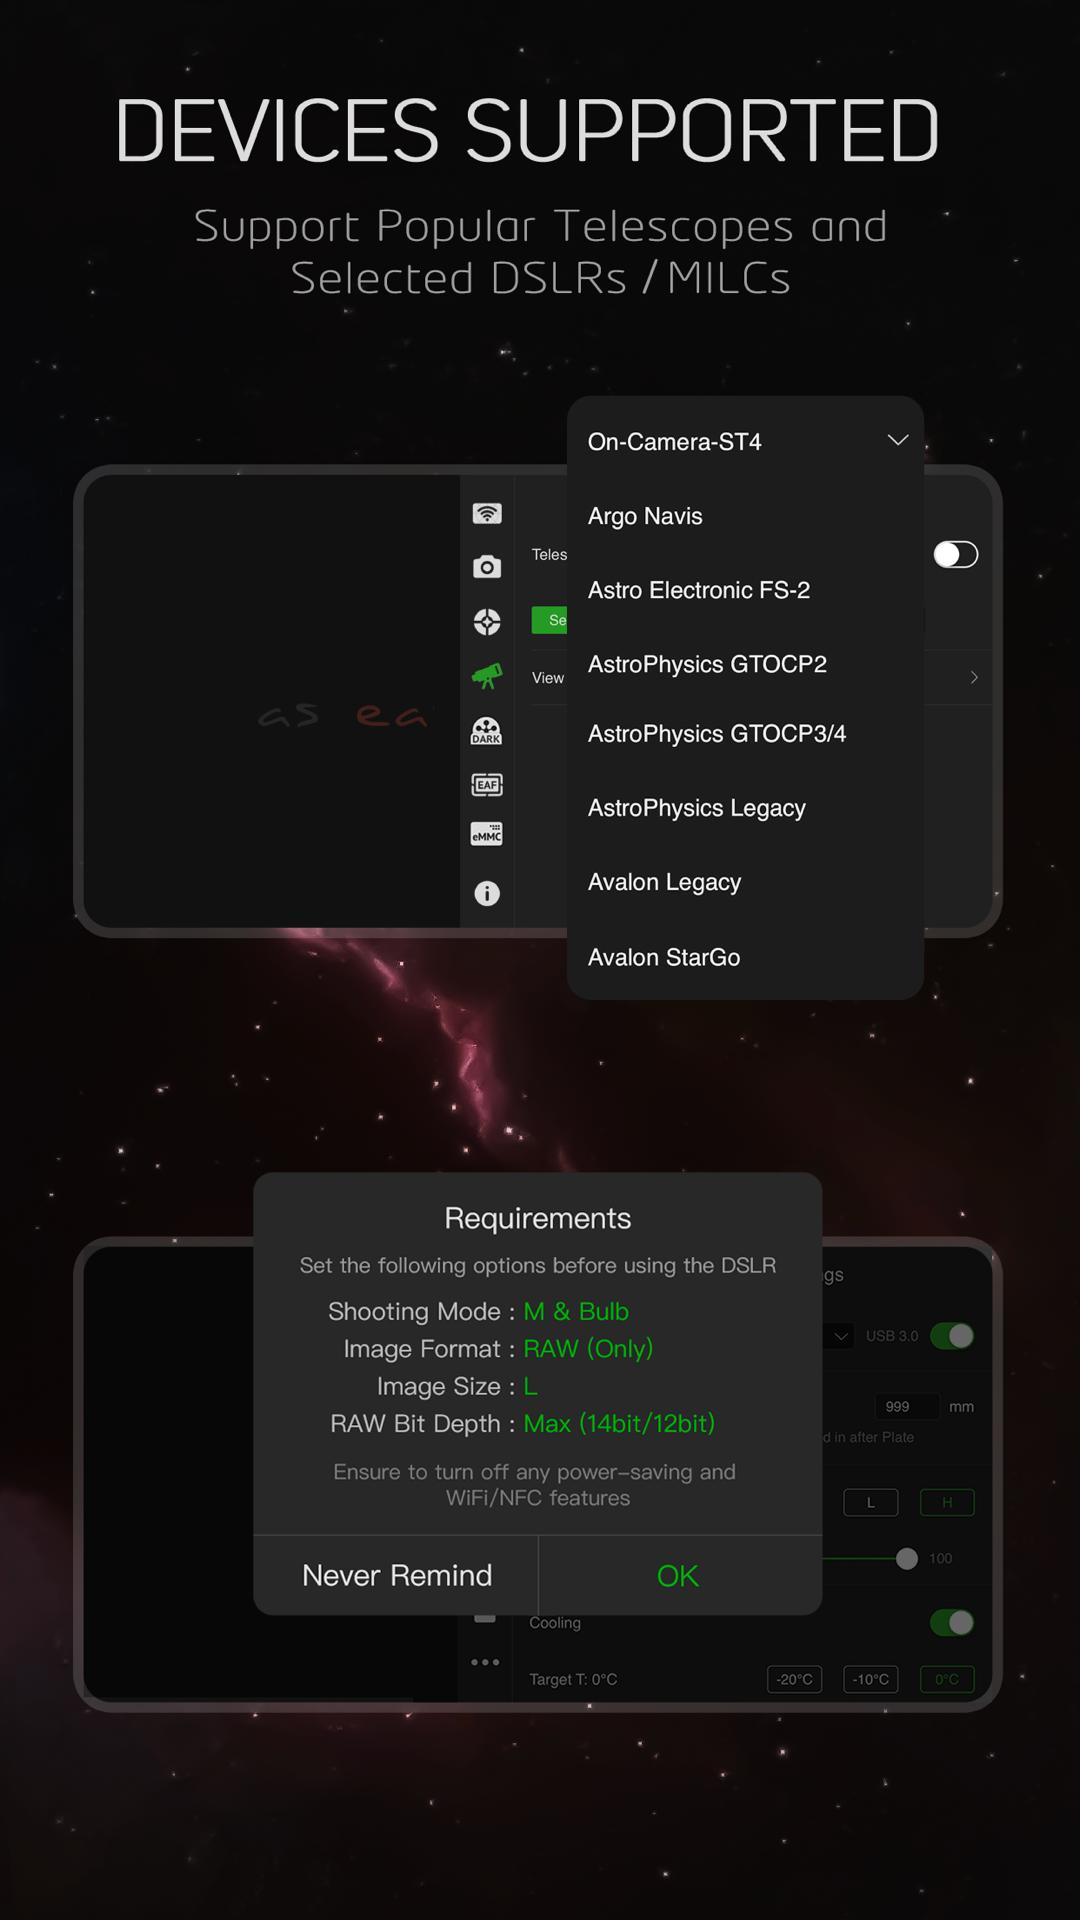 DEVICES SUPPORTED
Support Popular Telescopes and
Selected DSLRs / MILCs
On-Camera-ST4
Argo Navis
Astro Electronic FS-2
AstroPhysics GTOCP2
AstroPhysics GTOCP3/4
AstroPhysics Legacy
Avalon Legacy
Avalon StarGo
Teles
Se
View
as ea
DARK
EAF
eMMC
Requirements
Set the following options before using the DSLR
Shooting Mode : M & Bulb
Image Format : RAW (Only)
Image Size : L
RAW Bit Depth : Max (14bit/12bit)
Ensure to turn off any power-saving and
WiFi/NFC features
Never Remind
OK
gs
USB 3.0
999 mm
d in after Plate
L H
100
Cooling
Target T: 0°C -20°C -10°C 0°C